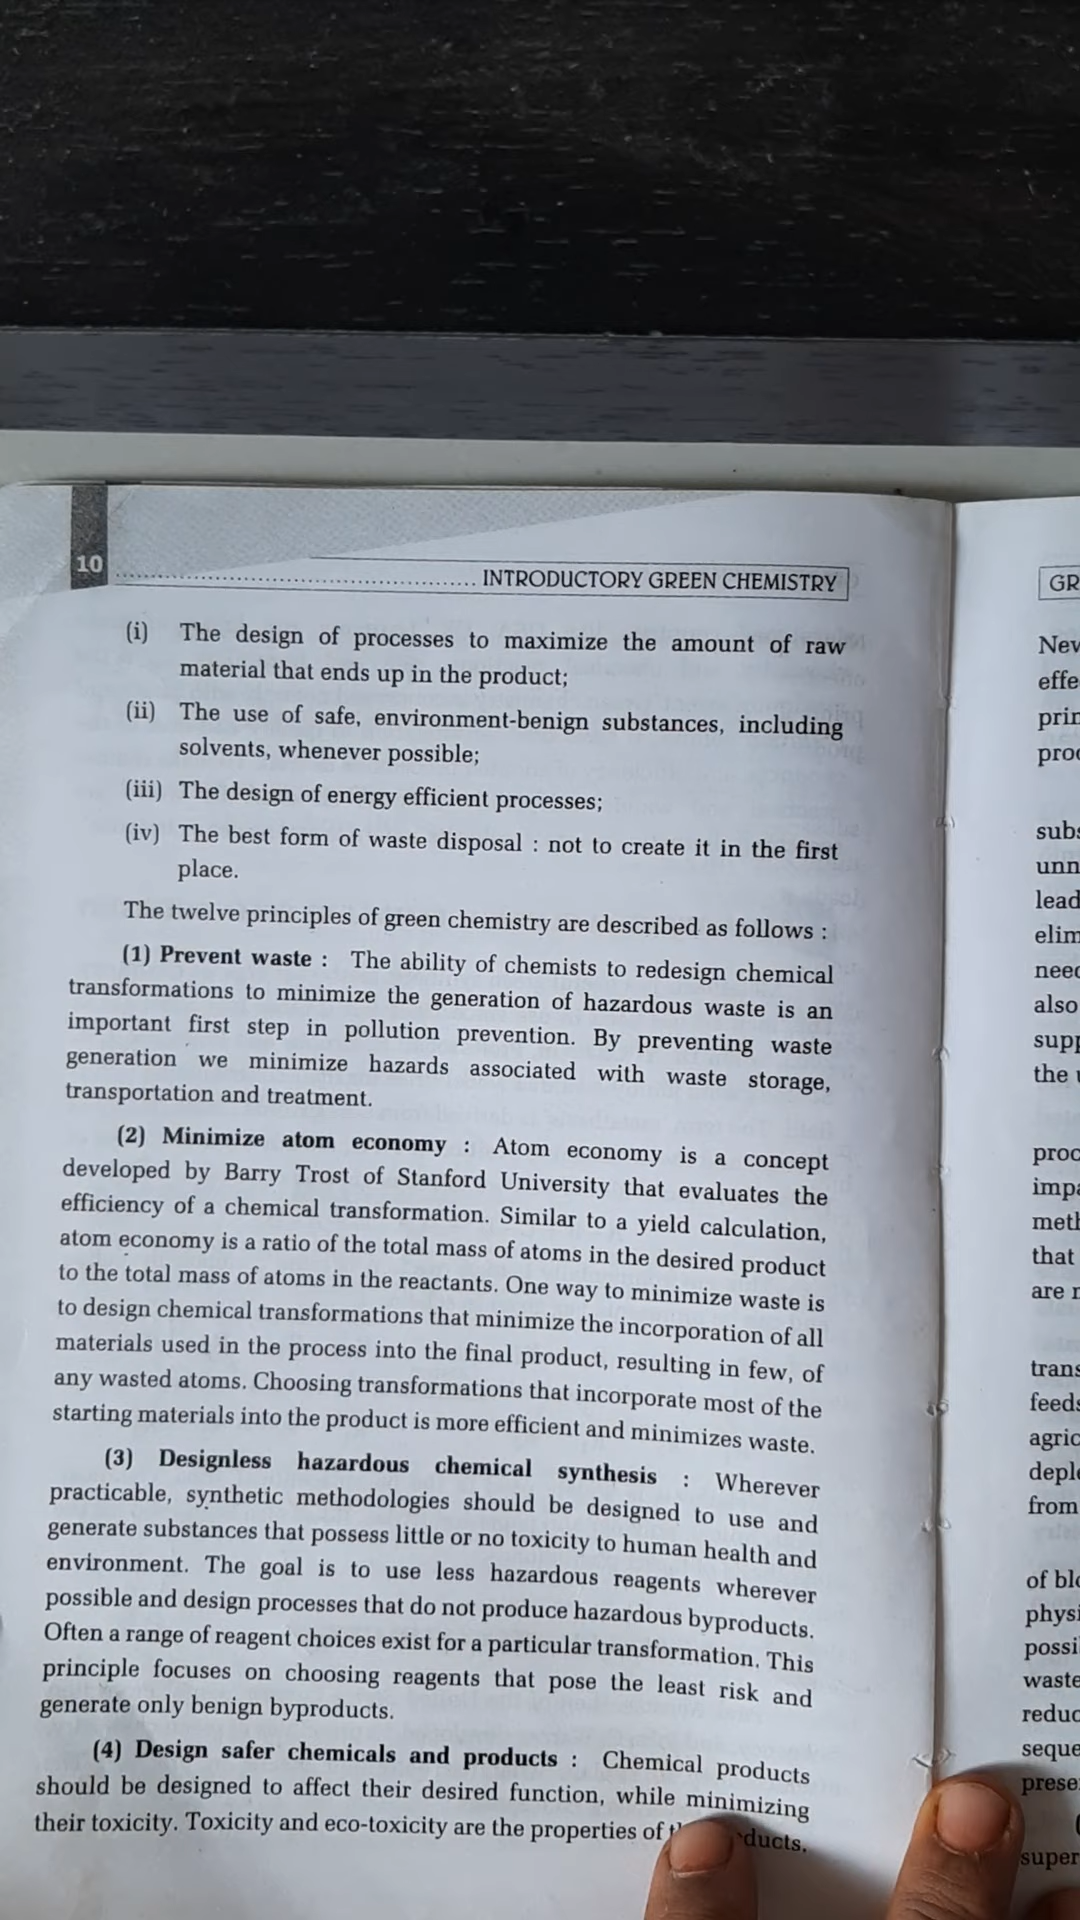 10
INTRODUCTORY GREEN CHEMISTRY
(i) The design of processes to maximize the amount of raw
material that ends up in the product;
(ii) The use of safe, environment-benign substances, including
solvents, whenever possible;
(iii) The design of energy efficient processes;
(iv) The best form of waste disposal : not to create it in the first
place.
The twelve principles of green chemistry are described as follows :
(1) Prevent waste : The ability of chemists to redesign chemical
transformations to minimize the generation of hazardous waste is an
important first step in pollution prevention. By preventing waste
generation we minimize hazards associated with waste storage,
transportation and treatment.
(2) Minimize atom economy : Atom economy is a concept
developed by Barry Trost of Stanford University that evaluates the
efficiency of a chemical transformation. Similar to a yield calculation,
atom economy is a ratio of the total mass of atoms in the desired product
to the total mass of atoms in the reactants. One way to minimize waste is
to design chemical transformations that minimize the incorporation of all
materials used in the process into the final product, resulting in few, of
any wasted atoms. Choosing transformations that incorporate most of the
starting materials into the product is more efficient and minimizes waste.
(3) Designless hazardous chemical synthesis : Wherever
practicable, synthetic methodologies should be designed to use and
generate substances that possess little or no toxicity to human health and
environment. The goal is to use less hazardous reagents wherever
possible and design processes that do not produce hazardous byproducts.
Often a range of reagent choices exist for a particular transformation. This
principle focuses on choosing reagents that pose the least risk and
generate only benign byproducts.
(4) Design safer chemicals and products : Chemical products
should be designed to affect their desired function, while minimizing
their toxicity. Toxicity and eco-toxicity are the properties of
GR
effe
prin
subs
unn
lead
elim
need
also
supp
the
proc
impa
meth
that
are
trans
feeds
agric
deple
from
of blo
physi
possi
waste
reduc
seque
prese
super